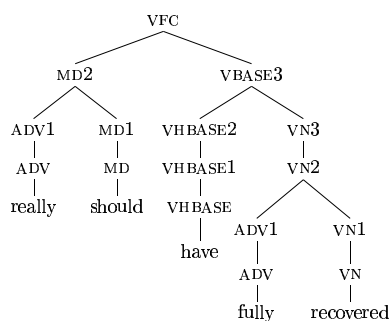 VFC
MD2 VBASE3
ADV1 MD1 VHBASE2 VN3
ADV MD VHBASE1 VN2
really should VHBASE
ADV1 VN1
have
ADV VN
fully recovered